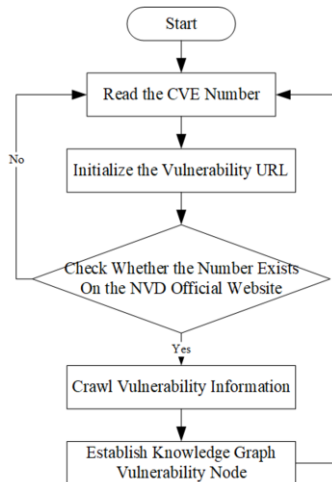 Start
Read the CVE Number
No
Initialize the Vulnerability URL
Check Whether the Number Exists
On the NVD Official Website
Yes
Crawl Vulnerability Information
Establish Knowledge Graph
Vulnerability Node